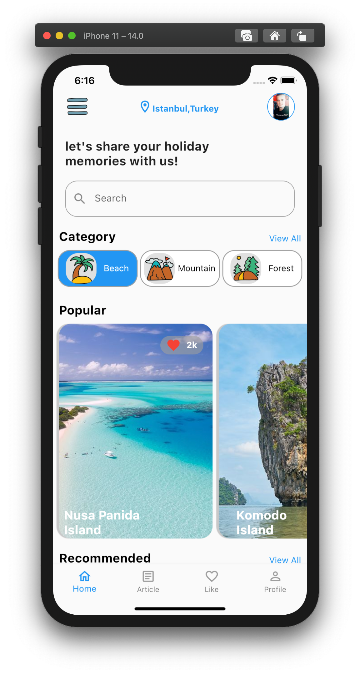 iPhone 11 – 14.0
6:16
Istanbul,Turkey
let's share your holiday
memories with us!
Search
Category
View All
Beach
Mountain
Forest
Popular
2k
Nusa Panida
Island
Komodo
Island
Recommended
View All
Home
Article
Like
Profile